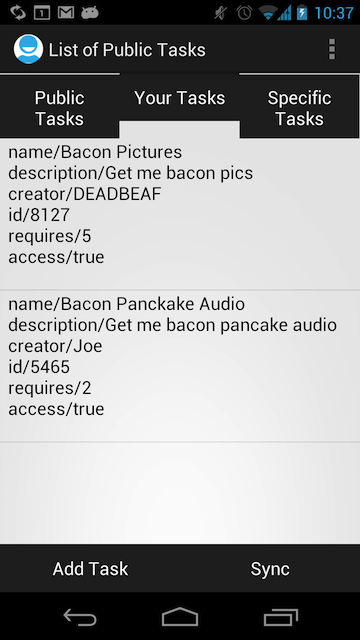 10:37
List of Public Tasks
Public Tasks
Your Tasks
Specific Tasks
name/Bacon Pictures
description/Get me bacon pics
creator/DEADBEAF
id/8127
requires/5
access/true
name/Bacon Panckake Audio
description/Get me bacon pancake audio
creator/Joe
id/5465
requires/2
access/true
Add Task
Sync